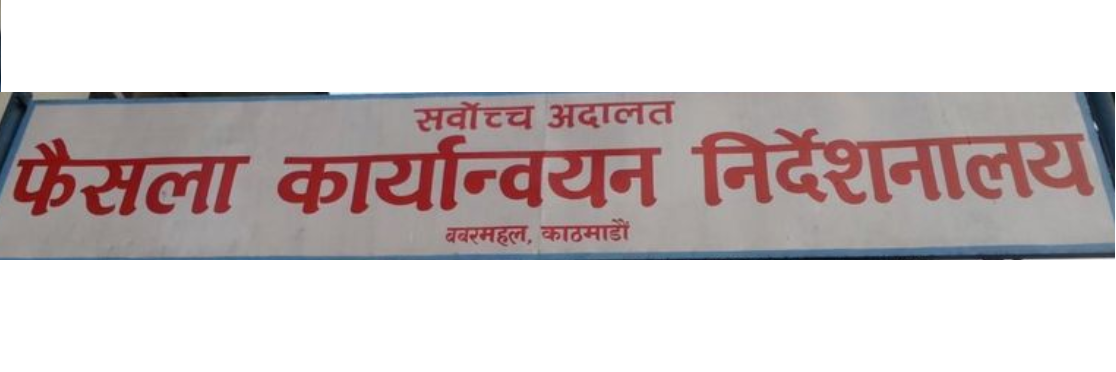 सर्वोच्च अदालत
फैसला कार्यान्वयन निर्देशनालय
बबरमहल, काठमाडौं